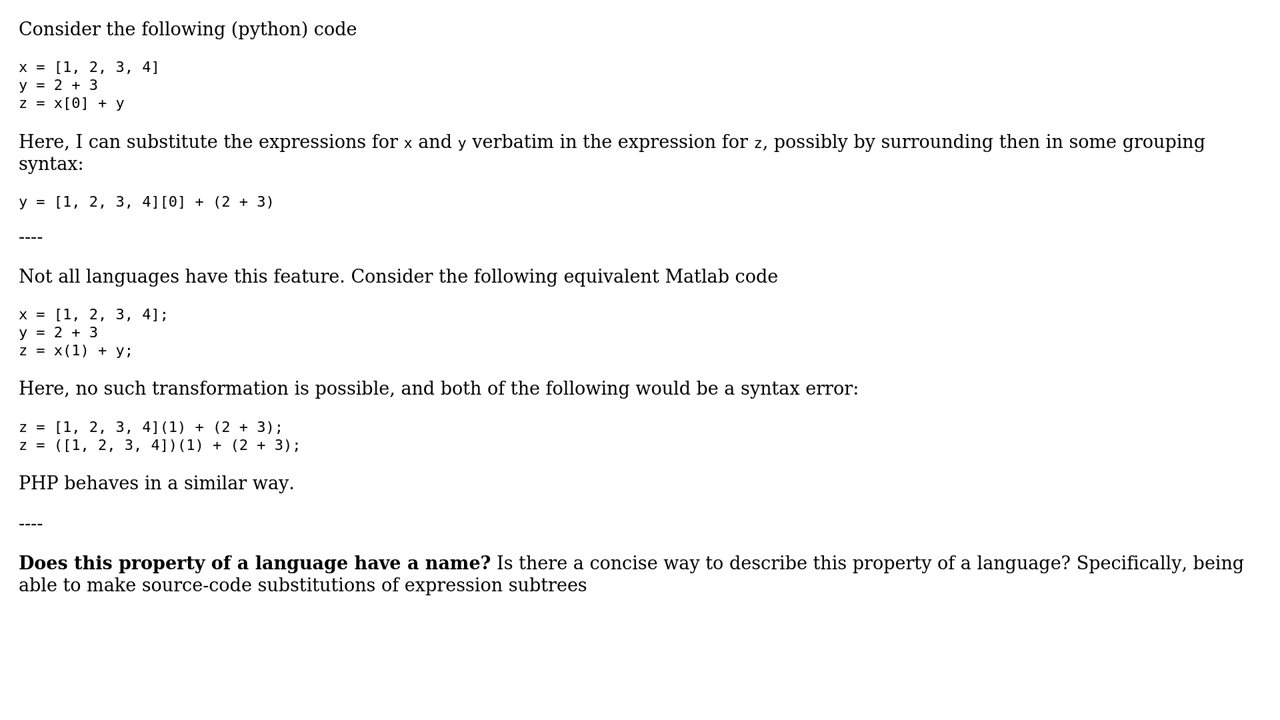 Consider the following (python) code
x = [1, 2, 3, 4]
y = 2 + 3
z = x[0] + y
Here, I can substitute the expressions for x and y verbatim in the expression for z, possibly by surrounding then in some grouping
syntax:
y = [1, 2, 3, 4][0] + (2 + 3)
----
Not all languages have this feature. Consider the following equivalent Matlab code
x = [1, 2, 3, 4];
y = 2 + 3
z = x(1) + y;
Here, no such transformation is possible, and both of the following would be a syntax error:
z = [1, 2, 3, 4](1) + (2 + 3);
z = ([1, 2, 3, 4])(1) + (2 + 3);
PHP behaves in a similar way.
----
Does this property of a language have a name? Is there a concise way to describe this property of a language? Specifically, being
able to make source-code substitutions of expression subtrees